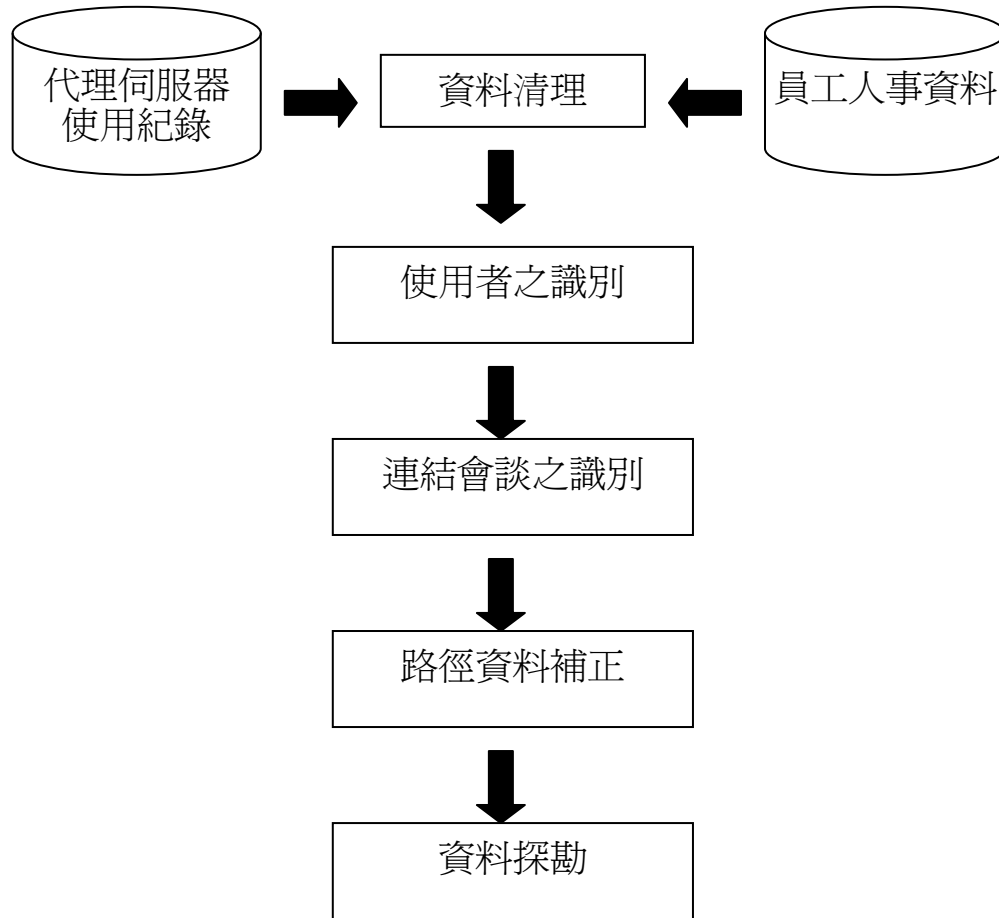 代理伺服器
使用紀錄
資料清理
員工人事資料
使用者之識別
連結會談之識別
路徑資料補正
資料探勘